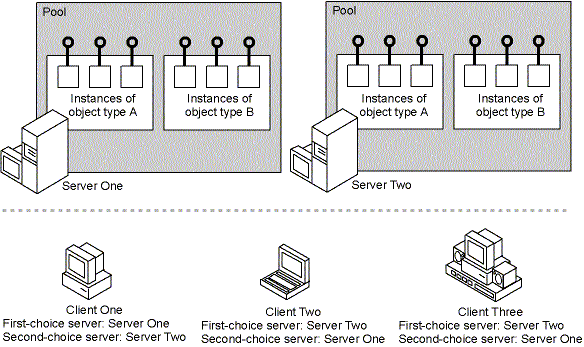 Pool
Instances of
object type A
Instances of
object type B
Server One
Pool
Instances of
object type A
Instances of
object type B
Server Two
Client One
First-choice server: Server One
Second-choice server: Server Two
Client Two
First-choice server: Server Two
Second-choice server: Server One
Client Three
First-choice server: Server Two
Second-choice server: Server One